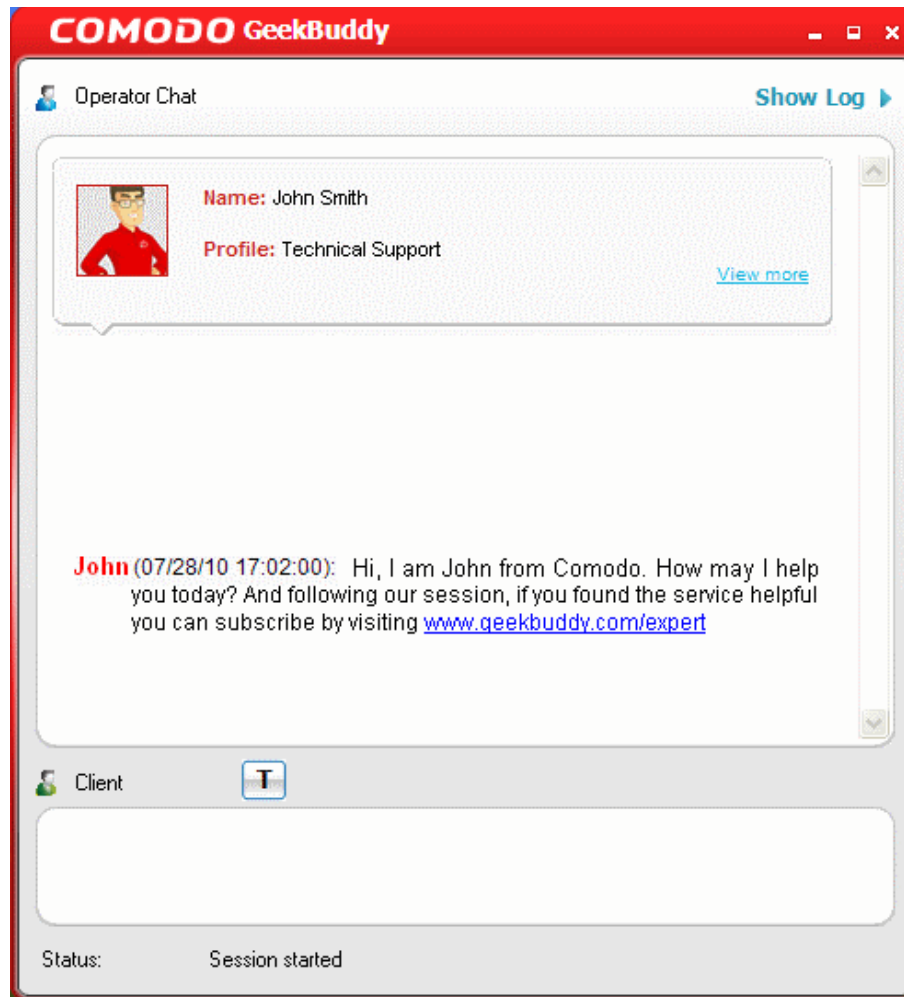 COMODO GeekBuddy
Operator Chat
Show Log
Name: John Smith
Profile: Technical Support
View more
John (07/28/10 17:02:00): Hi, I am John from Comodo. How may I help
you today? And following our session, if you found the service helpful
you can subscribe by visiting www.geekbuddy.com/expert
Client
T
Status: Session started